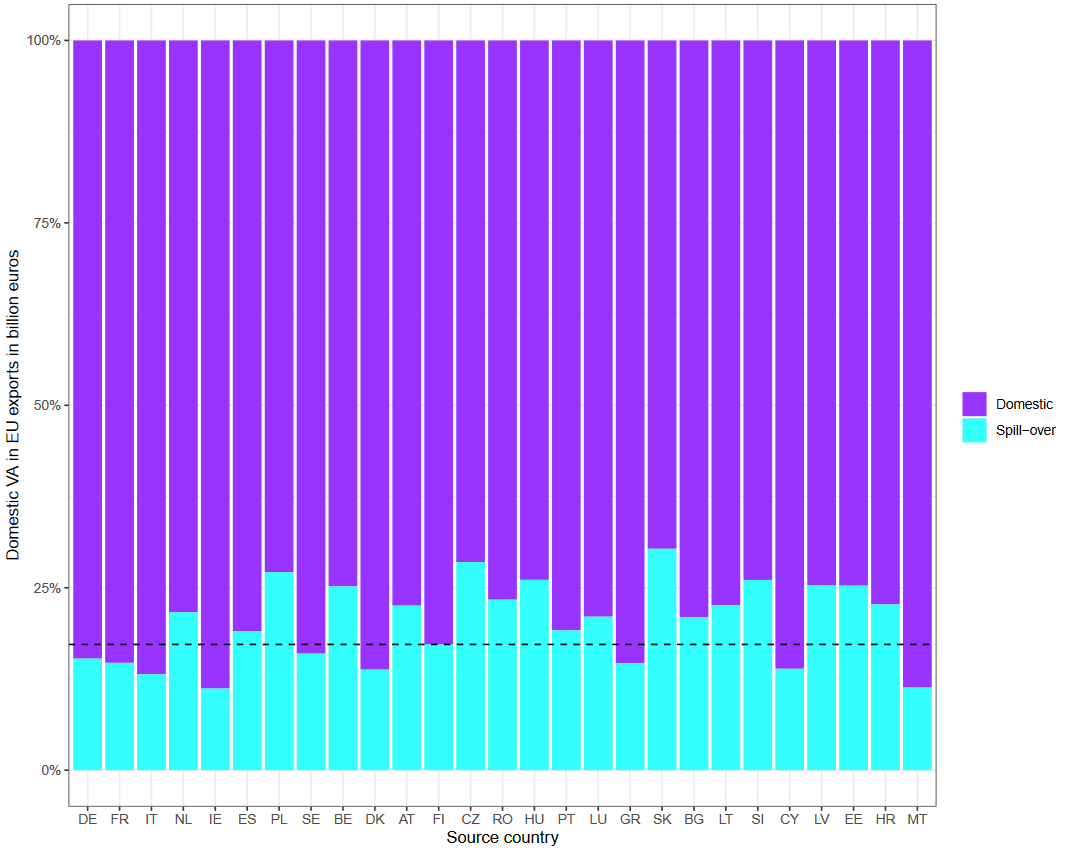 100%
75%
50%
25%
0%
Domestic VA in EU exports in billion euros
DE FR IT NL IE ES PL SE BE DK AT FI CZ RO HU PT LU GR SK BG LT SI CY LV EE HR MT
Source country
Domestic
Spill−over